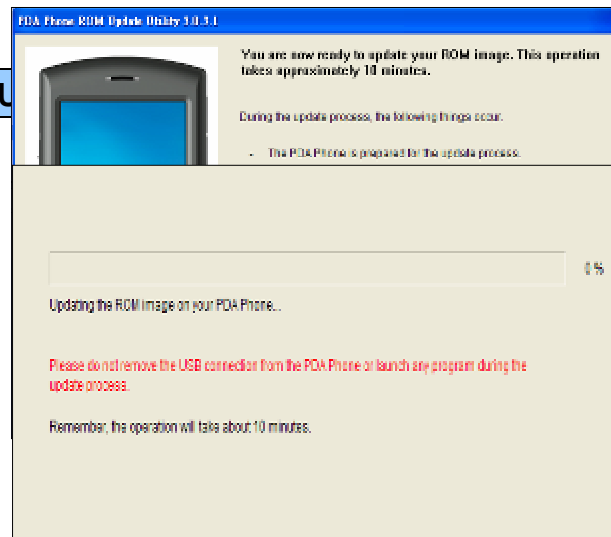 PDA Phone ROM Update Utility 3.0.3.1
You are now ready to update your ROM image. This operation
takes approximately 10 minutes.
During the update process, the following things occur.
- The PDA Phone is prepared for the update process.
U
0 %
Updating the ROM image on your PDA Phone...
Please do not remove the USB connection from the PDA Phone or launch any program during the
update process.
Remember, the operation will take about 10 minutes.